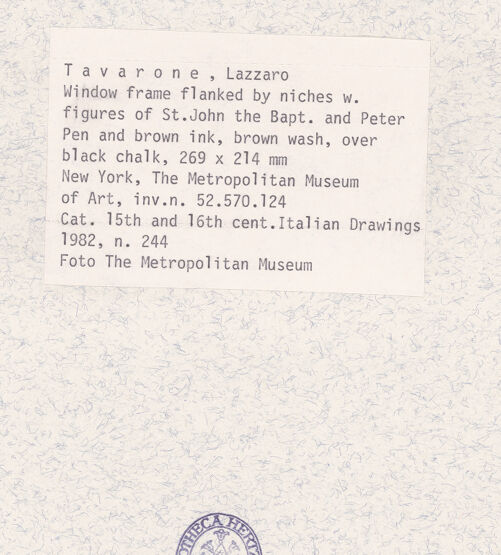 T a v a r o n e , Lazzaro
Window frame flanked by niches w.
figures of St.John the Bapt. and Peter
Pen and brown ink, brown wash, over
black chalk, 269 x 214 mm
New York, The Metropolitan Museum
of Art, inv.n. 52.570.124
Cat. 15th and 16th cent.Italian Drawings
1982, n. 244
Foto The Metropolitan Museum